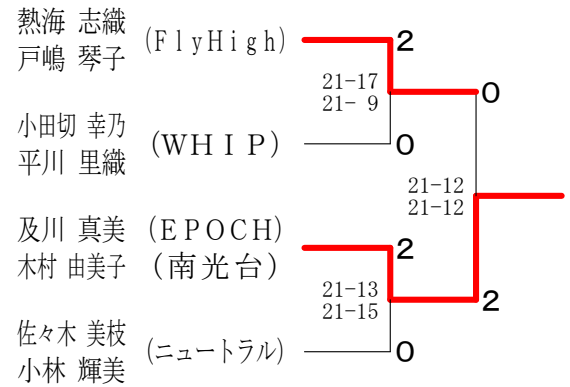 熱海 志織
戸嶋 琴子
(FlyHigh)
2
21-17
21- 9
0
小田切 幸乃
平川 里織
(WHIP)
0
21-12
21-12
及川 真美
(EPOCH)
木村 由美子
(南光台)
2
21-13
21-15
2
佐々木 美枝
小林 輝美
(ニュートラル)
0